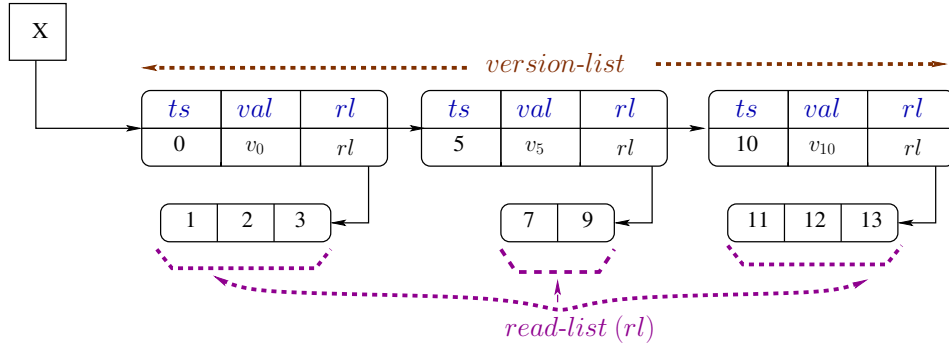 X
version-list
ts val rl ts val rl ts val rl
0 v₀ rl 5 v₅ rl 10 v₁₀ rl
1 2 3 7 9 11 12 13
read-list (rl)